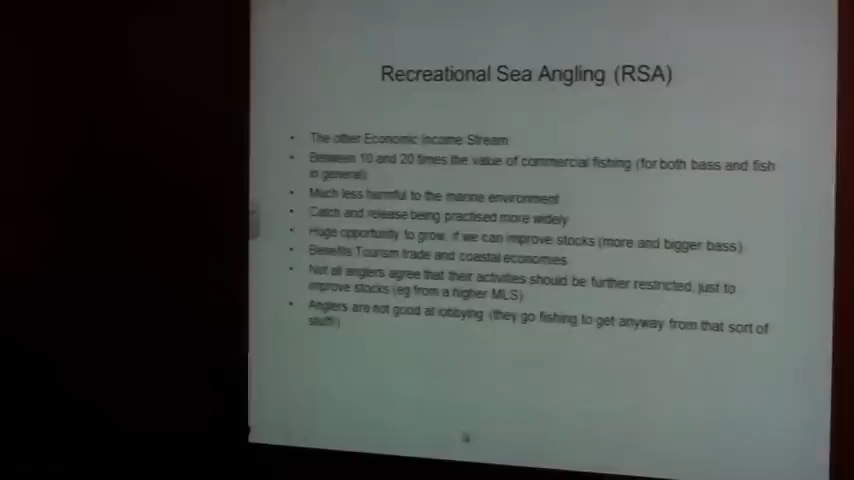 Recreational Sea Angling (RSA)
• The other Economic Income Stream
• Between 10 and 20 times the value of commercial fishing (for both bass and fish
in general)
• Much less harmful to the marine environment
• Catch and release being practised more widely
• Huge opportunity to grow, if we can improve stocks (more and bigger bass)
• Benefits Tourism trade and coastal economies
• Not all anglers agree that their activities should be further restricted, just to
improve stocks (eg from a higher MLS)
• Anglers are not good at lobbying (they go fishing to get anyway from that sort of
stuff!)